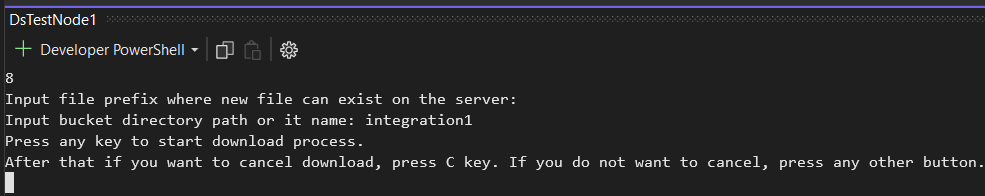 DsTestNode1
Developer PowerShell
8
Input file prefix where new file can exist on the server:
Input bucket directory path or it name: integration1
Press any key to start download process.
After that if you want to cancel download, press C key. If you do not want to cancel, press any other button.